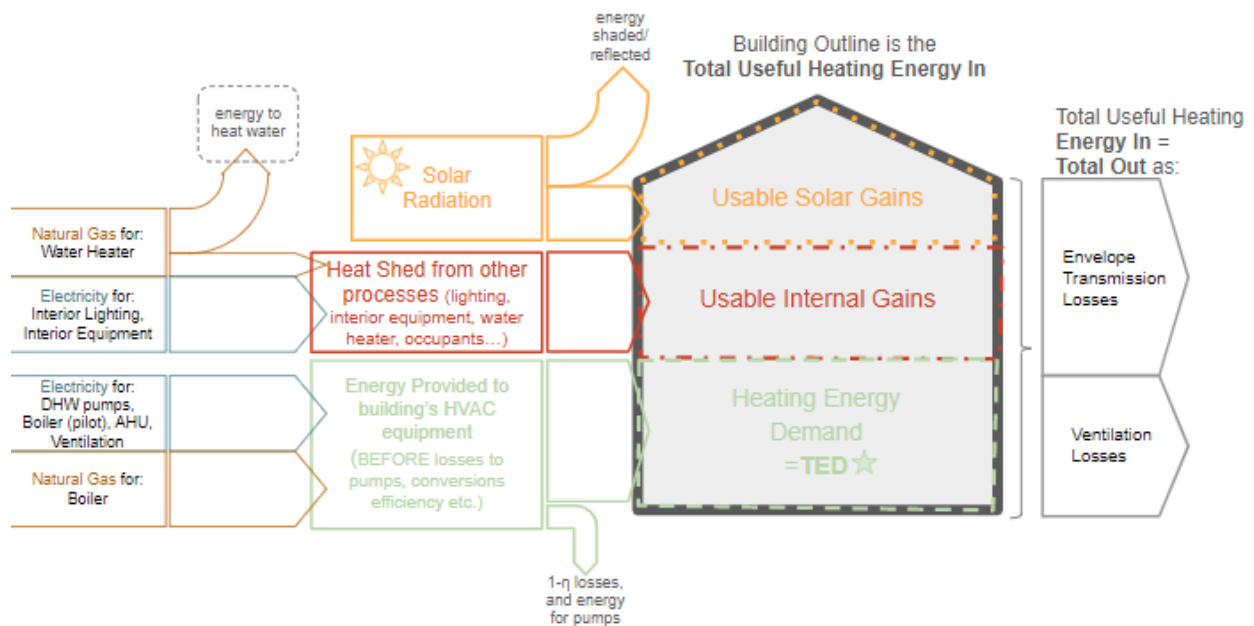 energy
shaded/
reflected
Building Outline is the
Total Useful Heating Energy In
energy to
heat water
Total Useful Heating
Energy In =
Total Out as:
Solar
Radiation
Usable Solar Gains
Natural Gas for:
Water Heater
Heat Shed from other
processes (lighting,
interior equipment, water
heater, occupants...)
Electricity for:
Interior Lighting,
Interior Equipment
Usable Internal Gains
Envelope
Transmission
Losses
Electricity for:
DHW pumps,
Boiler (pilot), AHU,
Ventilation
Energy Provided to
building's HVAC
equipment
(BEFORE losses to
pumps, conversions
efficiency etc.)
Heating Energy
Demand
=TED
Ventilation
Losses
Natural Gas for:
Boiler
1-η losses,
and energy
for pumps